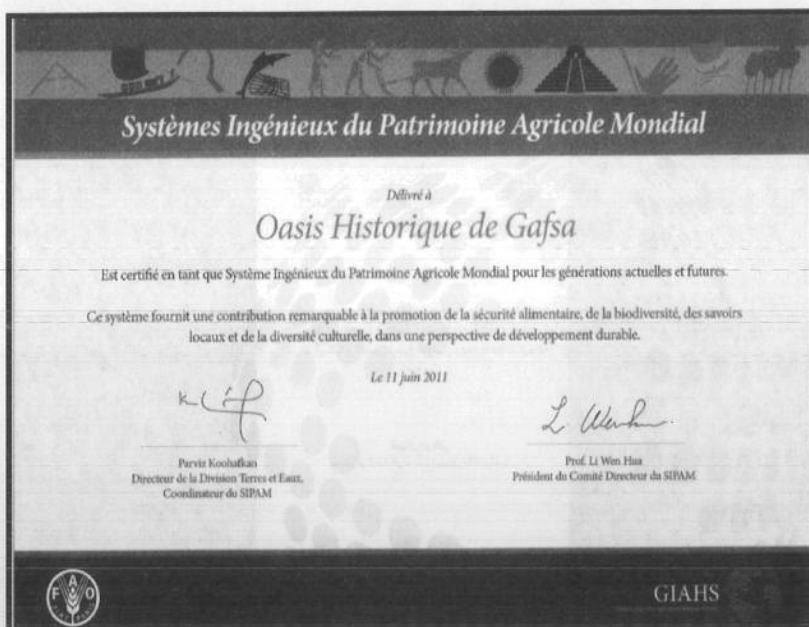 Systèmes Ingénieux du Patrimoine Agricole Mondial
Délivré à
Oasis Historique de Gafsa
Est certifié en tant que Système Ingénieux du Patrimoine Agricole Mondial pour les générations actuelles et futures.
Ce système fournit une contribution remarquable à la promotion de la sécurité alimentaire, de la biodiversité, des savoirs
locaux et de la diversité culturelle, dans une perspective de développement durable.
Le 11 juin 2011
Parviz Koohafkan
Directeur de la Division Terres et Eaux,
Coordinateur du SIPAM
Prof. Li Wen Hua
Président du Comité Directeur du SIPAM
FAO
GIAHS